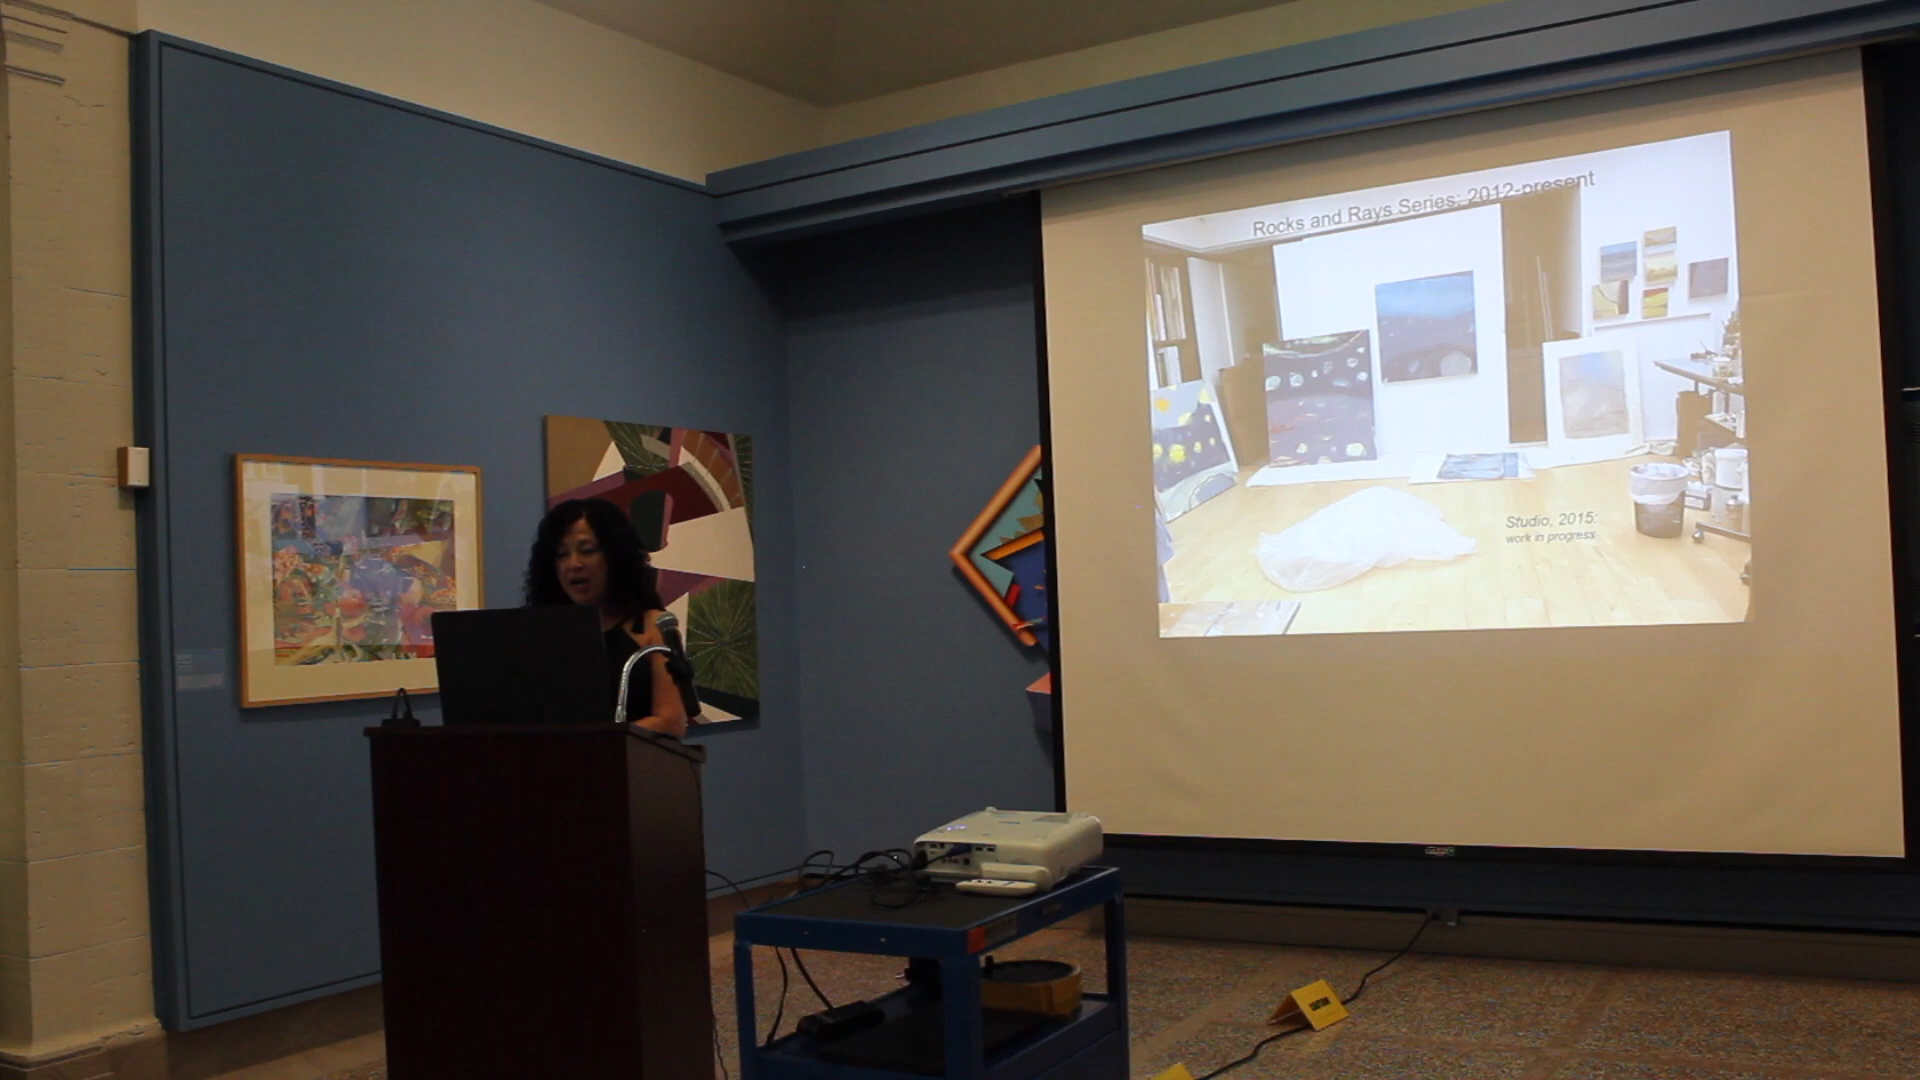 Rocks and Rays Series: 2012-present
Studio, 2015:
work in progress